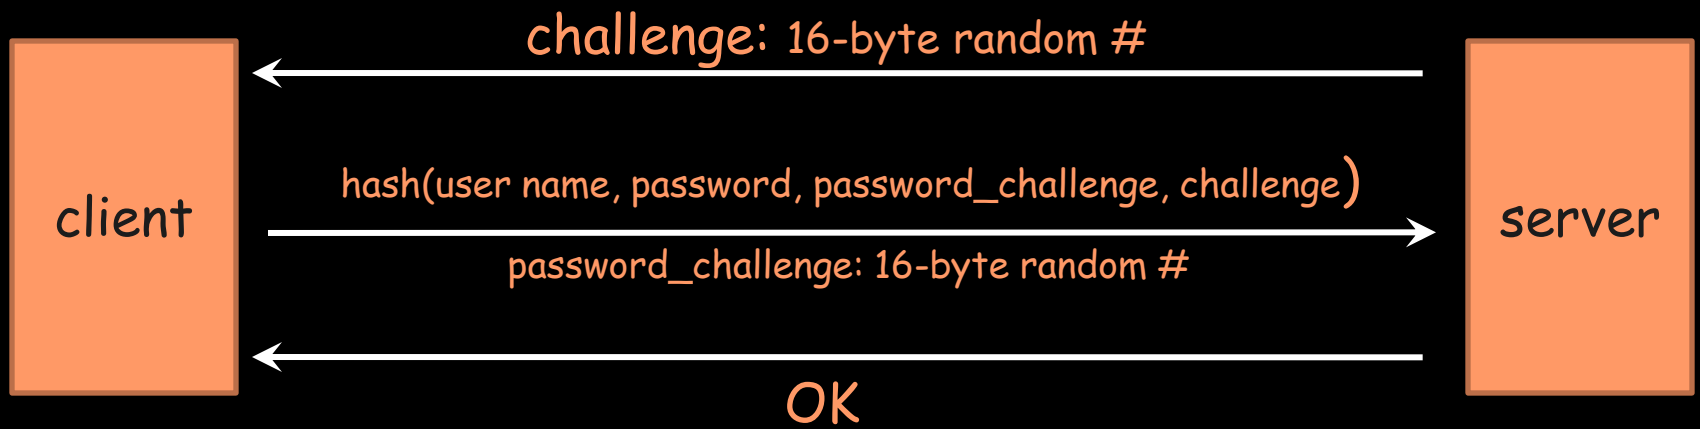 challenge: 16-byte random #
hash(user name, password, password_challenge, challenge)
client
server
password_challenge: 16-byte random #
OK